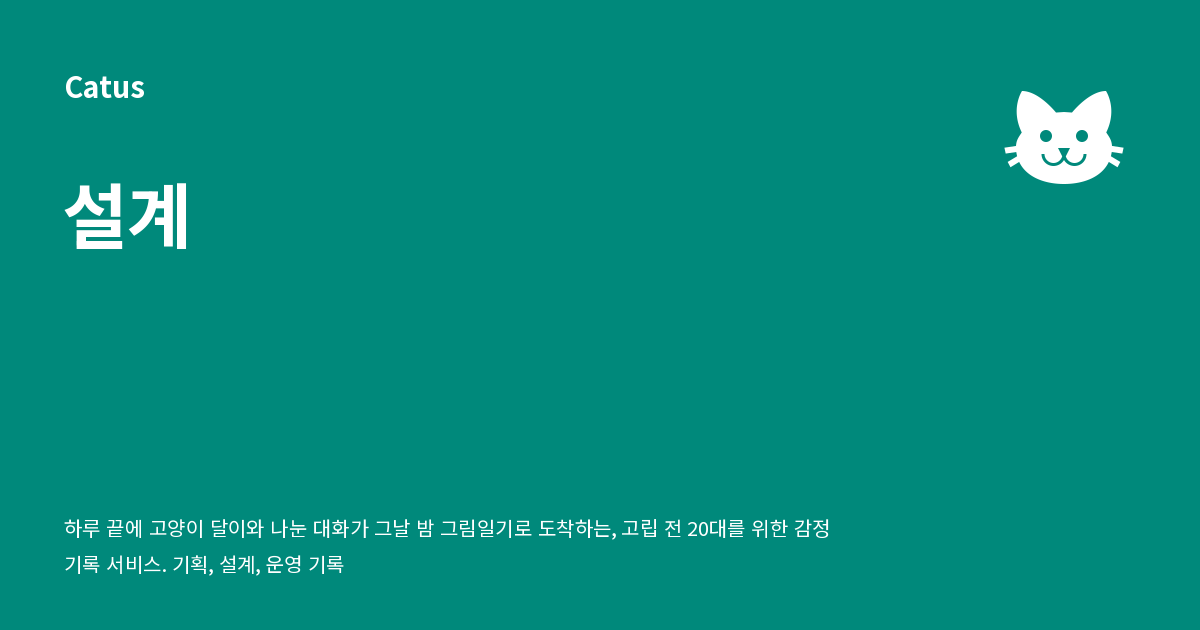 Catus
설계
하루 끝에 고양이 달이와 나눈 대화가 그날 밤 그림일기로 도착하는, 고립 전 20대를 위한 감정
기록 서비스. 기획, 설계, 운영 기록